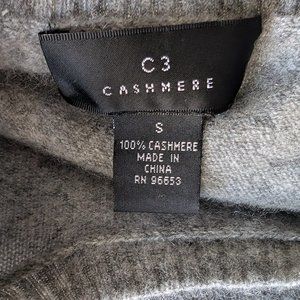 C3
CASHMERE
S
100% CASHMERE
MADE IN
CHINA
RN 96653